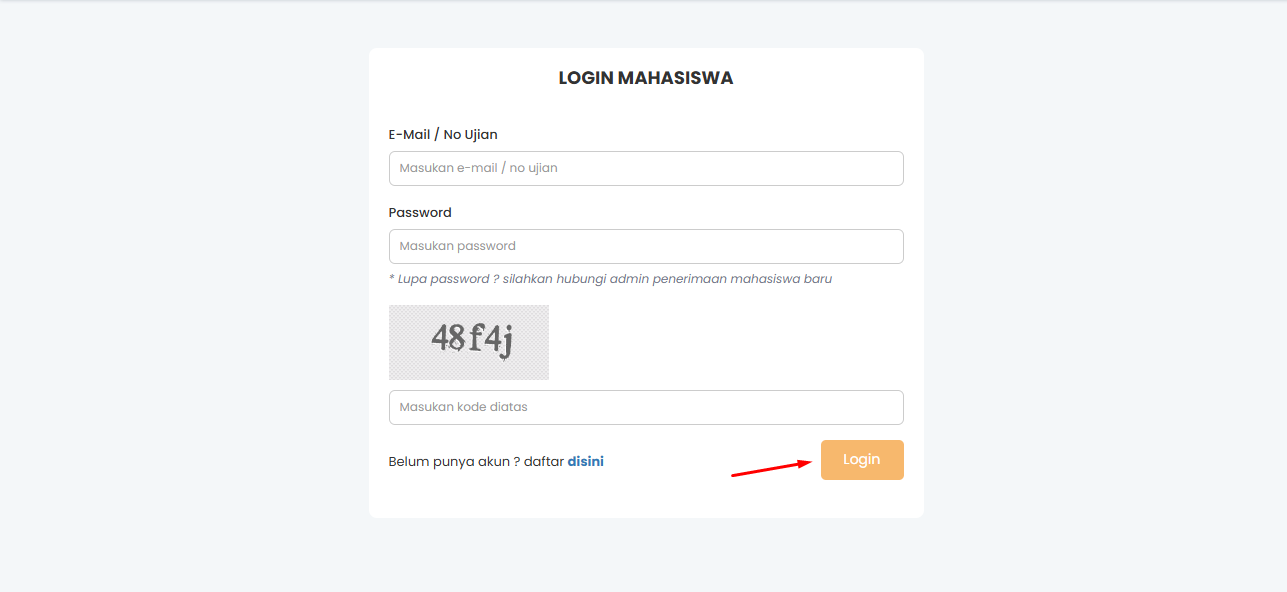 LOGIN MAHASISWA
E-Mail / No Ujian
Masukan e-mail / no ujian
Password
Masukan password
* Lupa password ? silahkan hubungi admin penerimaan mahasiswa baru
48f4j
Masukan kode diatas
Belum punya akun ? daftar disini
Login